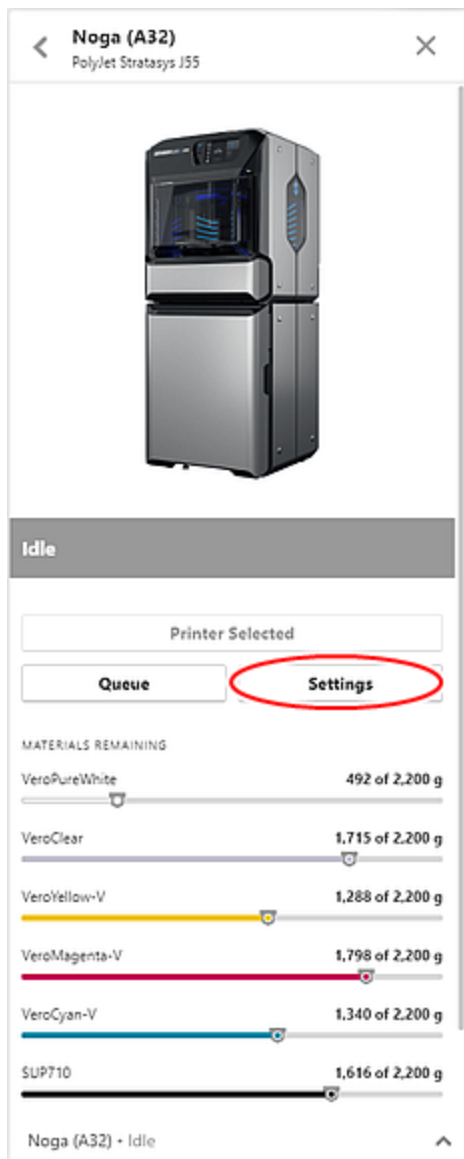 Noga (A32)
PolyJet Stratasys J55
Idle
Printer Selected
Queue Settings
MATERIALS REMAINING
VeroPureWhite 492 of 2,200 g
VeroClear 1,715 of 2,200 g
VeroYellow-V 1,288 of 2,200 g
VeroMagenta-V 1,798 of 2,200 g
VeroCyan-V 1,340 of 2,200 g
SUP710 1,616 of 2,200 g
Noga (A32) • Idle